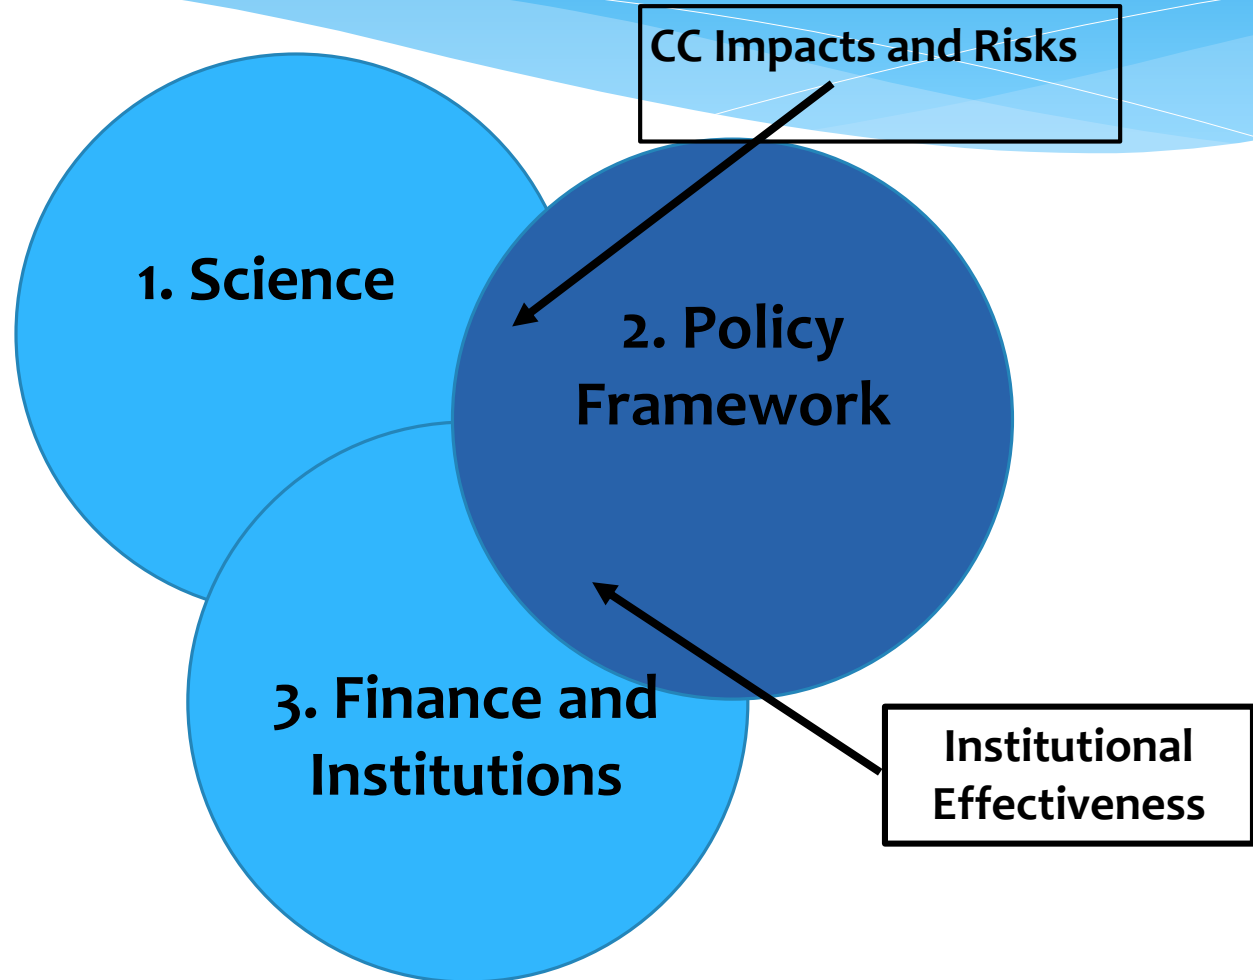 CC Impacts and Risks
1. Science
2. Policy
Framework
3. Finance and
Institutions
Institutional
Effectiveness